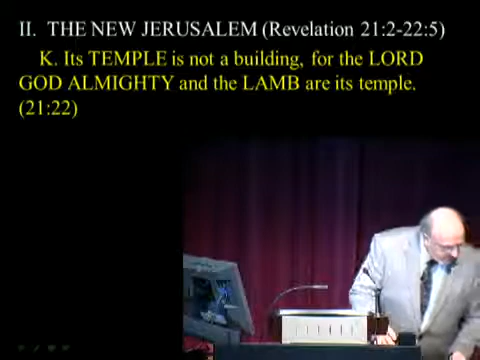 II. THE NEW JERUSALEM (Revelation 21:2-22:5)
K. Its TEMPLE is not a building, for the LORD
GOD ALMIGHTY and the LAMB are its temple.
(21:22)